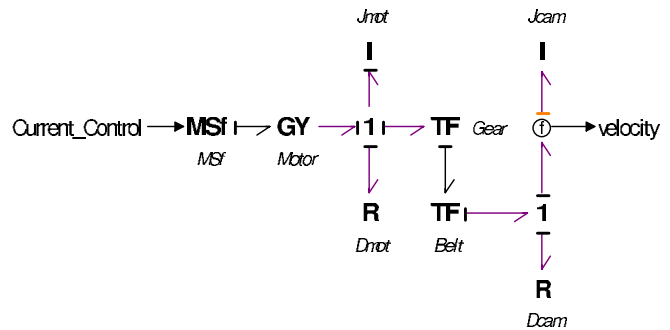 Jmot
Jcam
I
I
Current_Control
MSf
GY
1
TF
Gear
f
velocity
MSf
Motor
R
TF
1
Dmot
Belt
R
Dcam